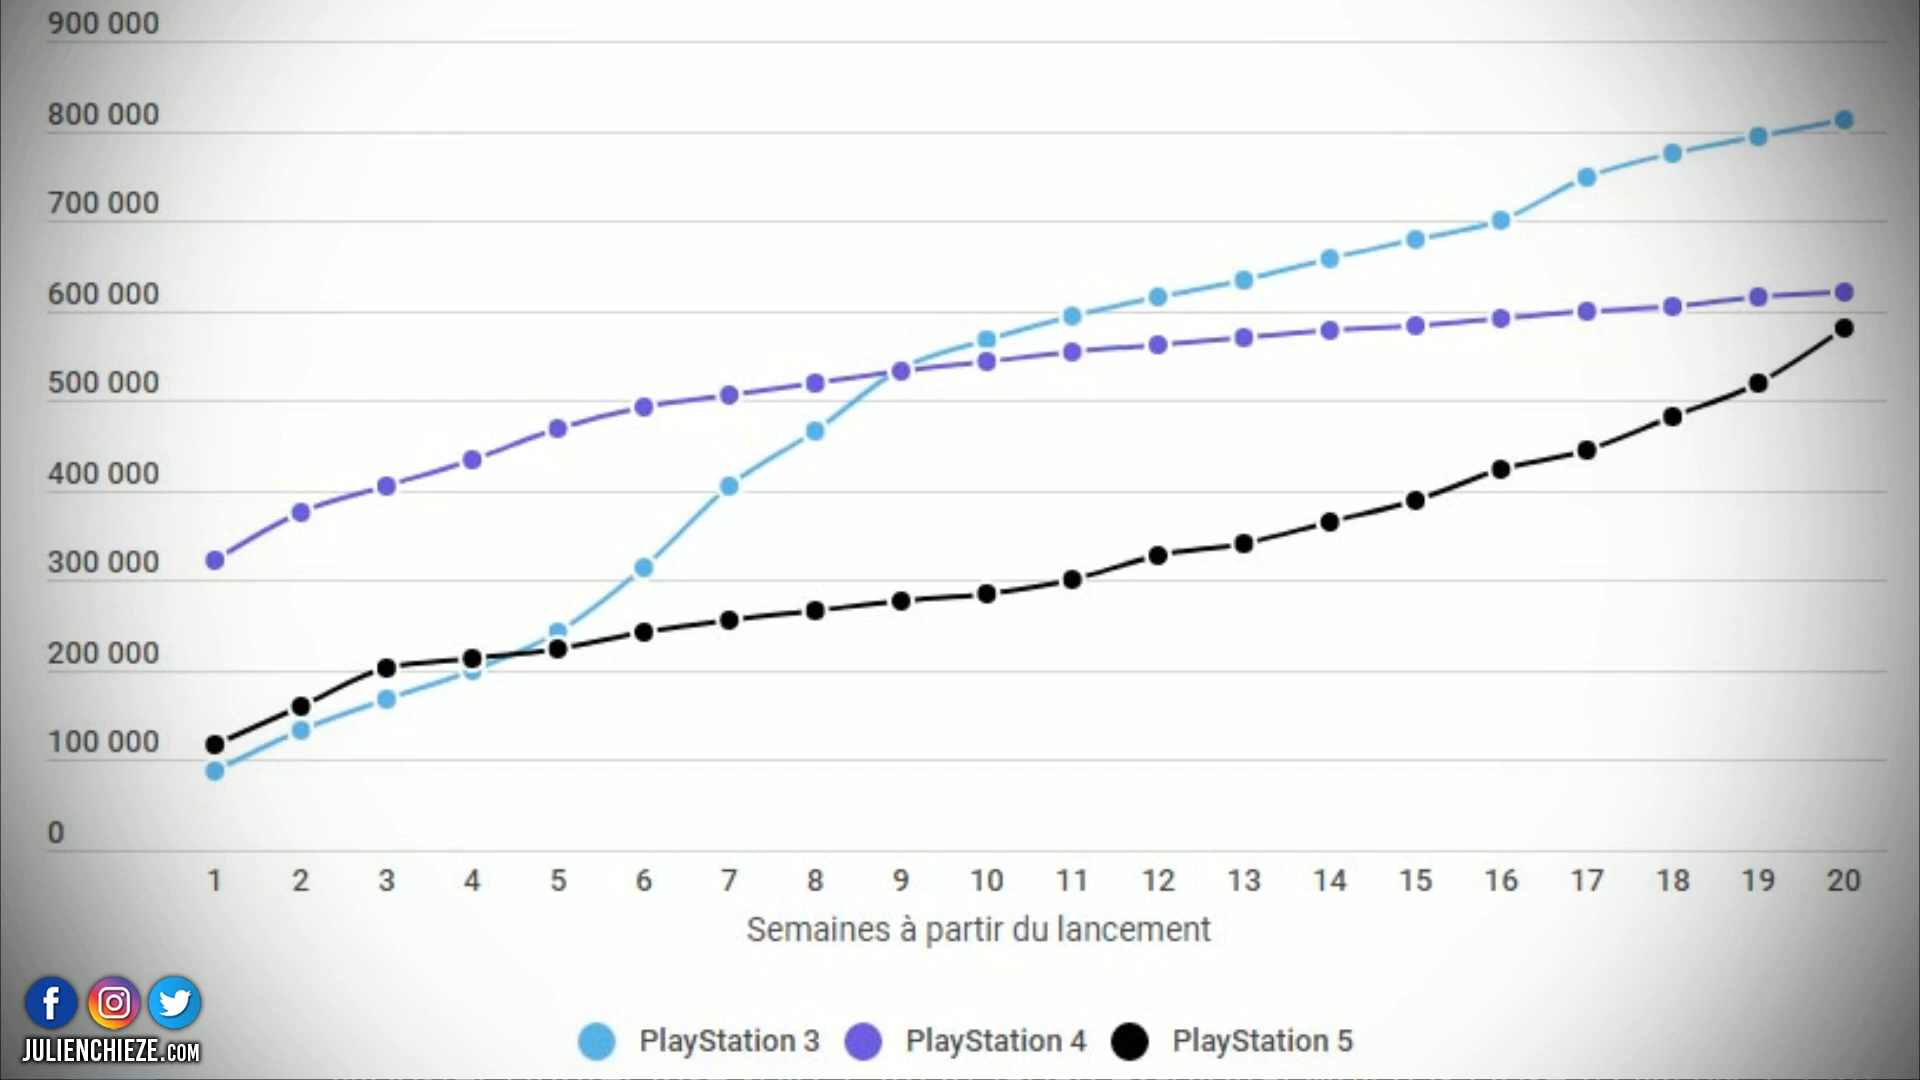 900 000
800 000
700 000
600 000
500 000
400 000
300 000
200 000
100 000
0
1 2 3 4 5 6 7 8 9 10 11 12 13 14 15 16 17 18 19 20
Semaines à partir du lancement
PlayStation 3 PlayStation 4 PlayStation 5
JULIENCHIEZE.COM